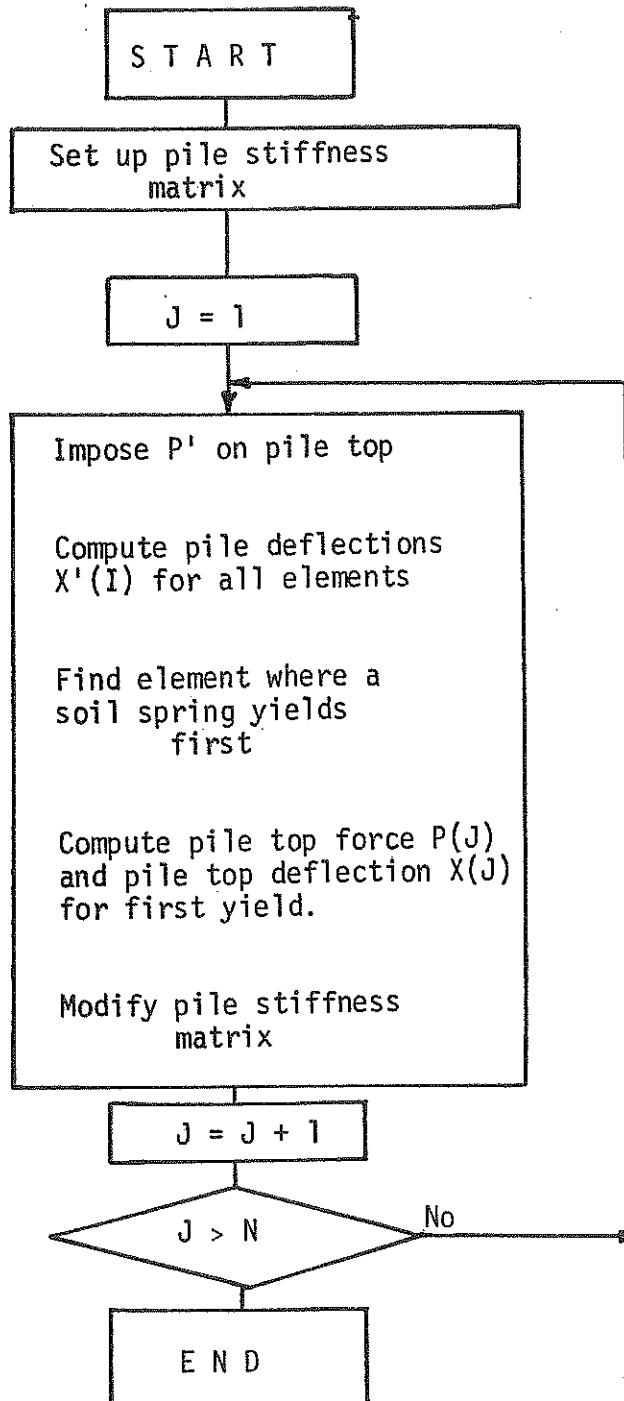 S T A R T
Set up pile stiffness
matrix
J = 1
Impose P' on pile top
Compute pile deflections
X'(I) for all elements
Find element where a
soil spring yields
first
Compute pile top force P(J)
and pile top deflection X(J)
for first yield.
Modify pile stiffness
matrix
J = J + 1
J > N
No
E N D